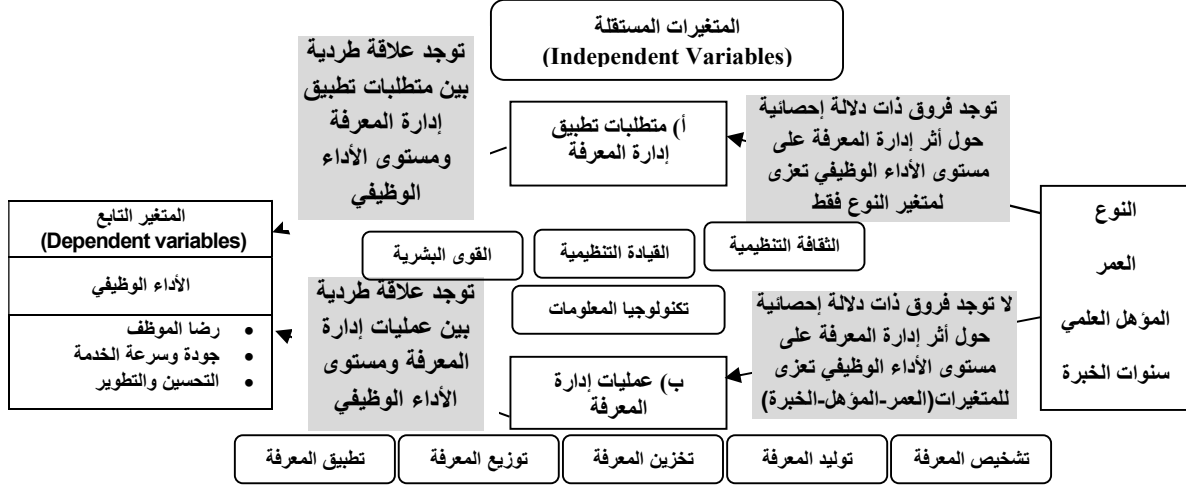 المتغيرات المستقلة
(Independent Variables)
توجد فروق ذات دلالة إحصائية
حول أثر إدارة المعرفة على
مستوى الأداء الوظيفي تعزى
لمتغير النوع فقط
أ) متطلبات تطبيق
إدارة المعرفة
توجد علاقة طردية
بين متطلبات تطبيق
إدارة المعرفة
ومستوى الأداء
الوظيفي
النوع
العمر
المؤهل العلمي
سنوات الخبرة
المتغير التابع
(Dependent variables)
الأداء الوظيفي
• رضا الموظف
• جودة وسرعة الخدمة
• التحسين والتطوير
الثقافة التنظيمية
القيادة التنظيمية
القوى البشرية
تكنولوجيا المعلومات
لا توجد فروق ذات دلالة إحصائية
حول أثر إدارة المعرفة على
مستوى الأداء الوظيفي تعزى
للمتغيرات(العمر-المؤهل-الخبرة)
ب) عمليات إدارة
المعرفة
توجد علاقة طردية
بين عمليات إدارة
المعرفة ومستوى
الأداء الوظيفي
تشخيص المعرفة
توليد المعرفة
تخزين المعرفة
توزيع المعرفة
تطبيق المعرفة